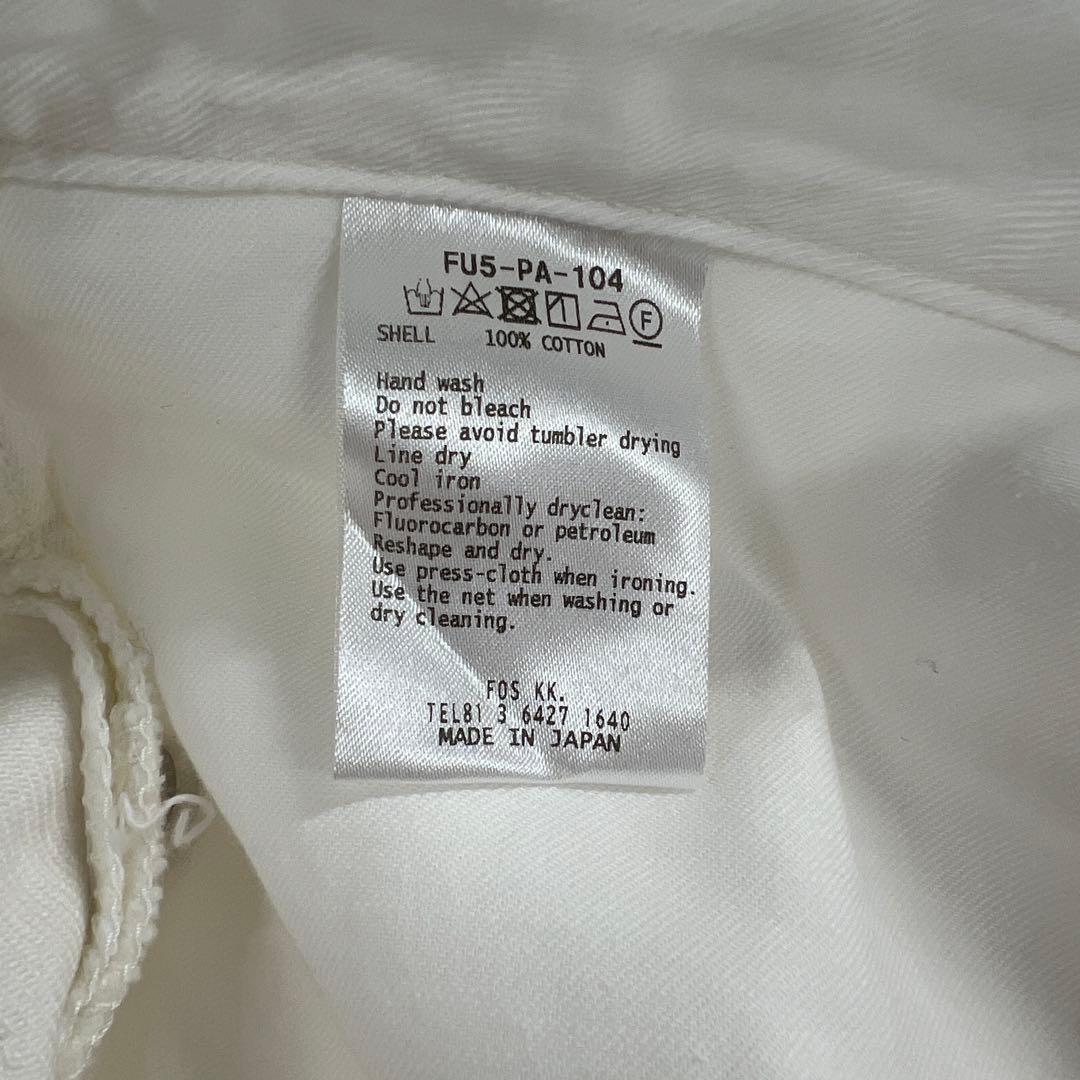 FU5-PA-104
F
SHELL 100% COTTON
Hand wash
Do not bleach
Please avoid tumbler drying
Line dry
Cool iron
Professionally dryclean:
Fluorocarbon or petroleum
Reshape and dry.
Use press-cloth when ironing.
Use the net when washing or
dry cleaning.
FOS KK.
TEL81 3 6427 1640
MADE IN JAPAN